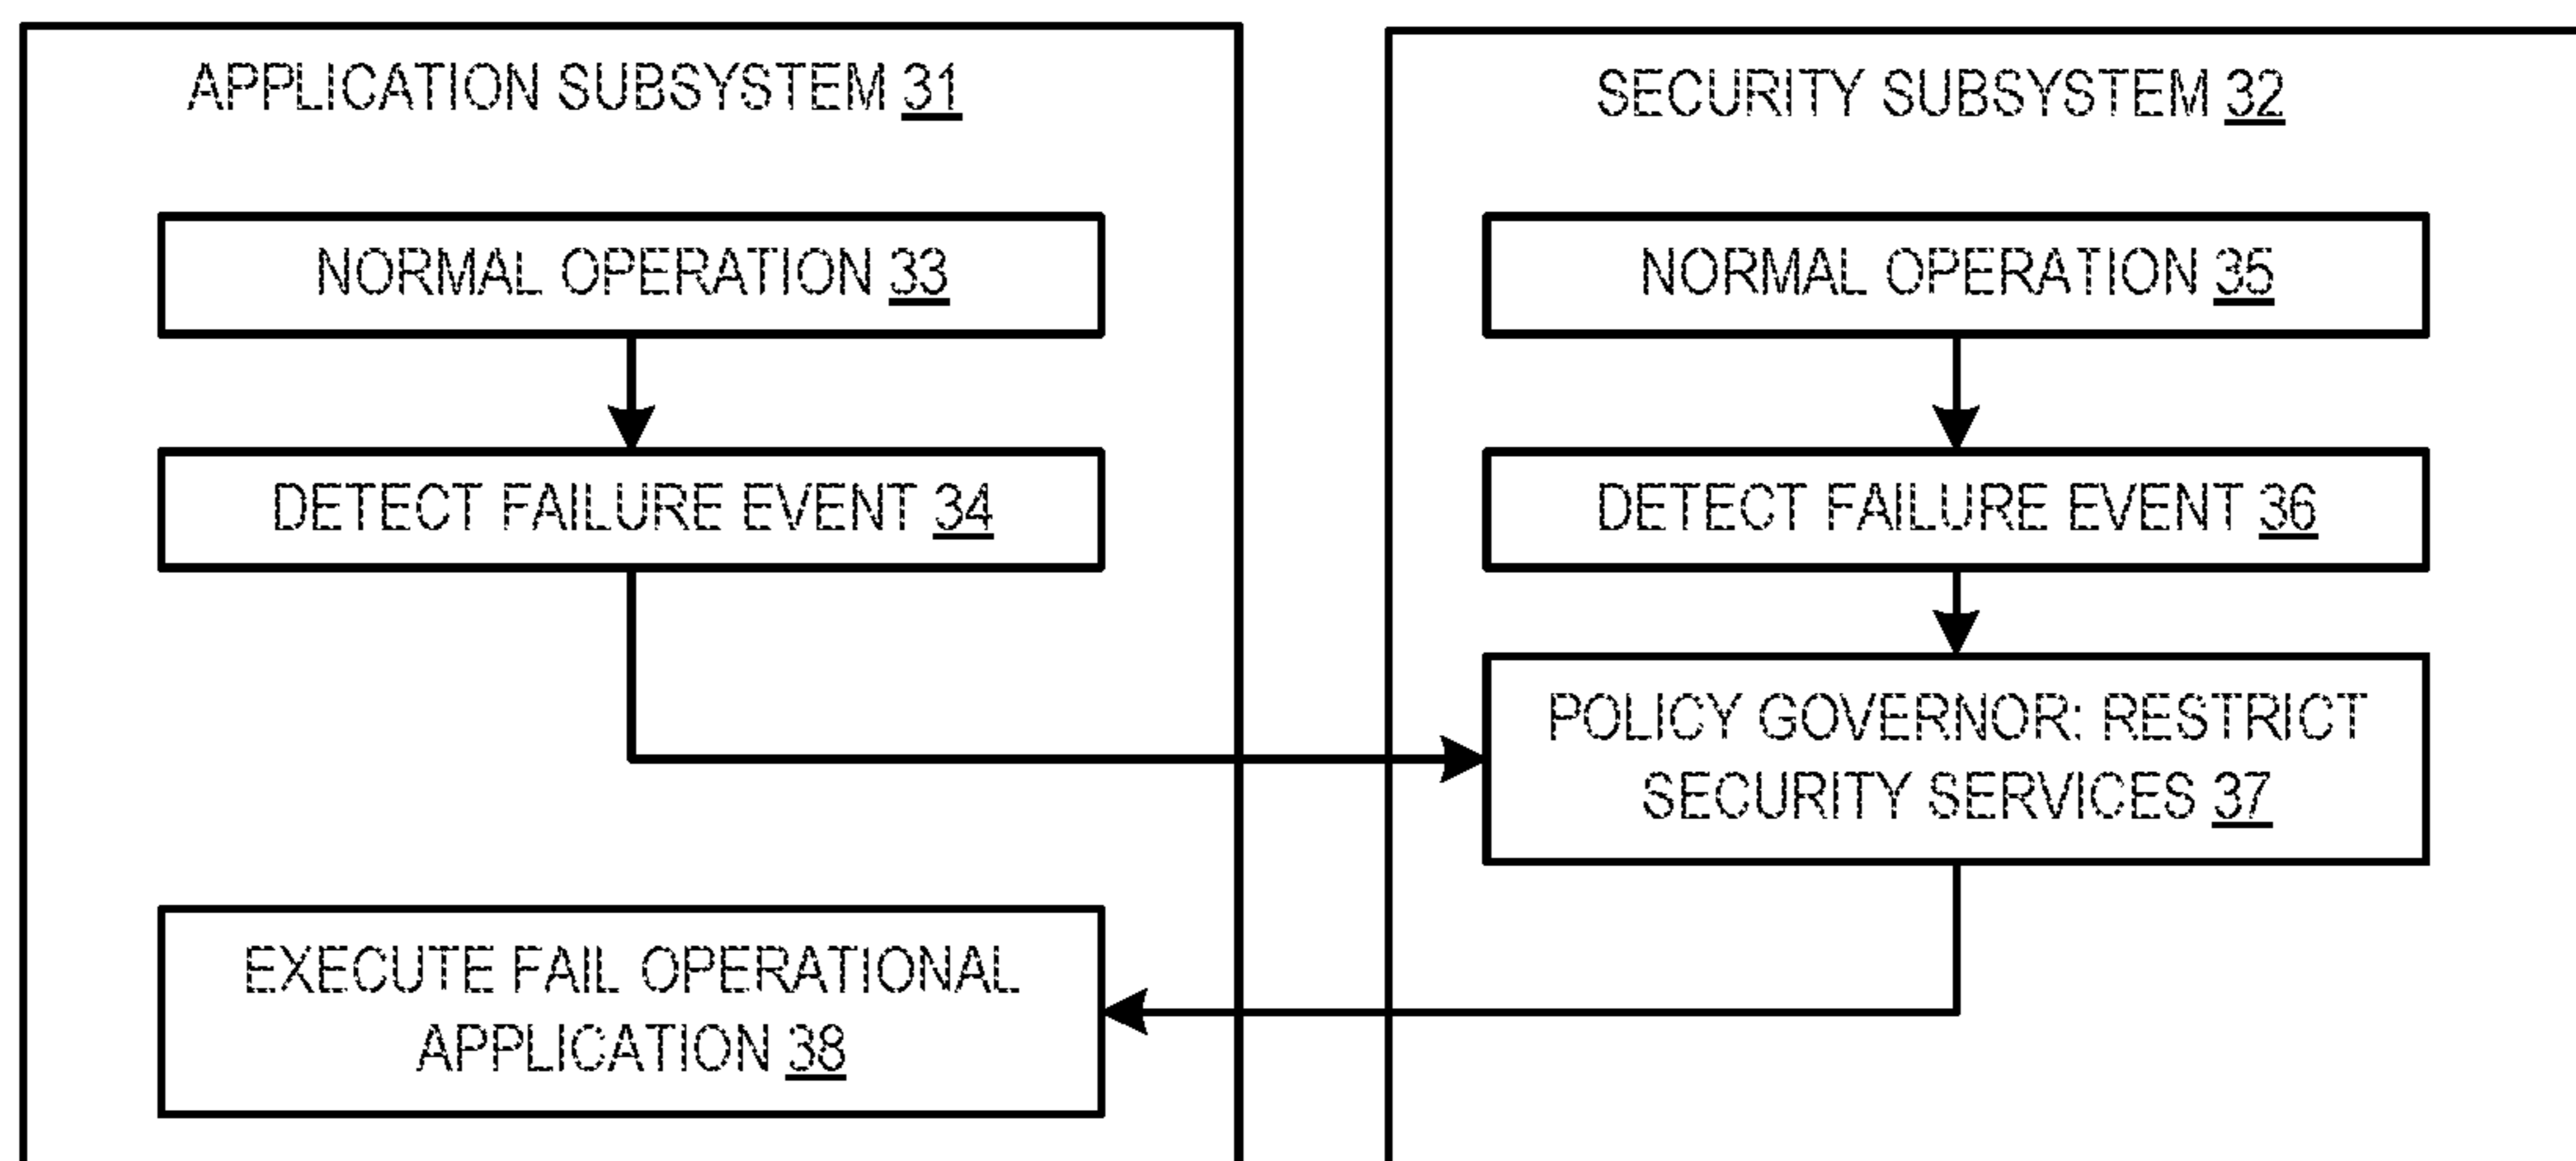 APPLICATION SUBSYSTEM 31
NORMAL OPERATION 33
DETECT FAILURE EVENT 34
EXECUTE FAIL OPERATIONAL
APPLICATION 38
SECURITY SUBSYSTEM 32
NORMAL OPERATION 35
DETECT FAILURE EVENT 36
POLICY GOVERNOR: RESTRICT
SECURITY SERVICES 37